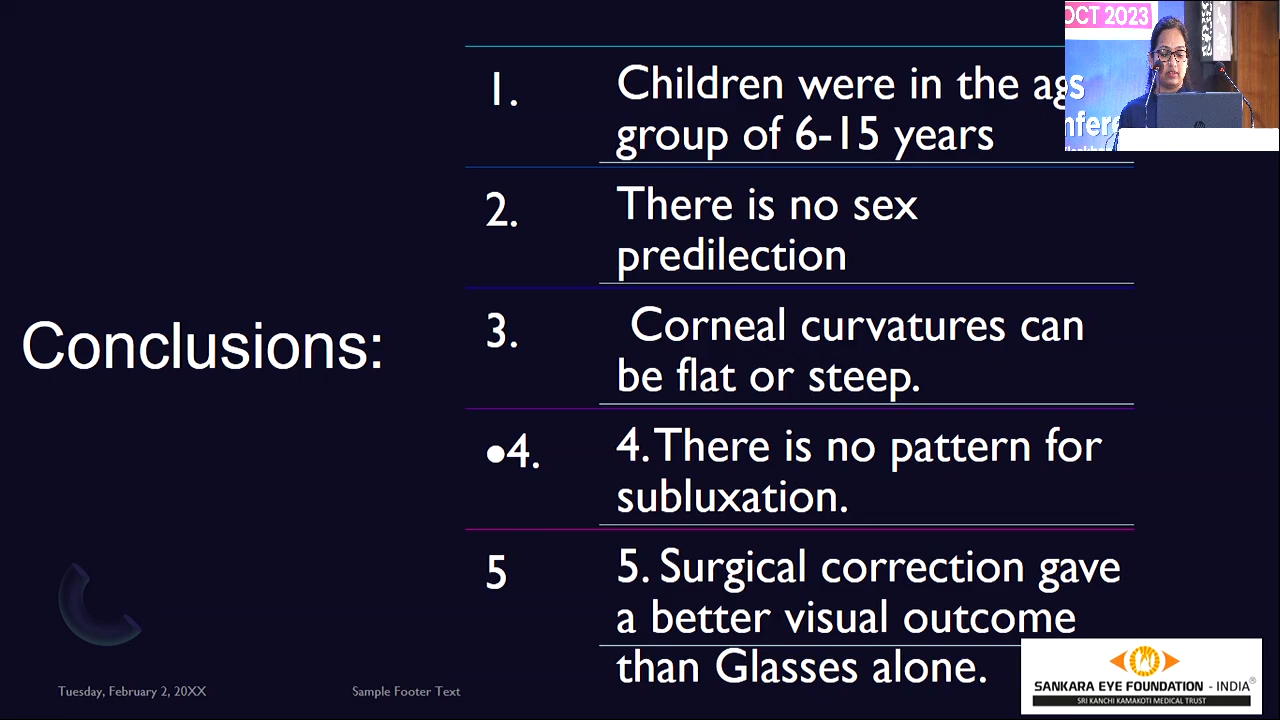 OCT 2023
Conclusions:
1.
Children were in the ag
group of 6-15 years
2.
There is no sex
predilection
3.
Corneal curvatures can
be flat or steep.
•4.
4. There is no pattern for
subluxation.
5
5. Surgical correction gave
a better visual outcome
than Glasses alone.
Tuesday, February 2, 20XX
Sample Footer Text
SANKARA EYE FOUNDATION - INDIA®
SRI KANCHI KAMAKOTI MEDICAL TRUST